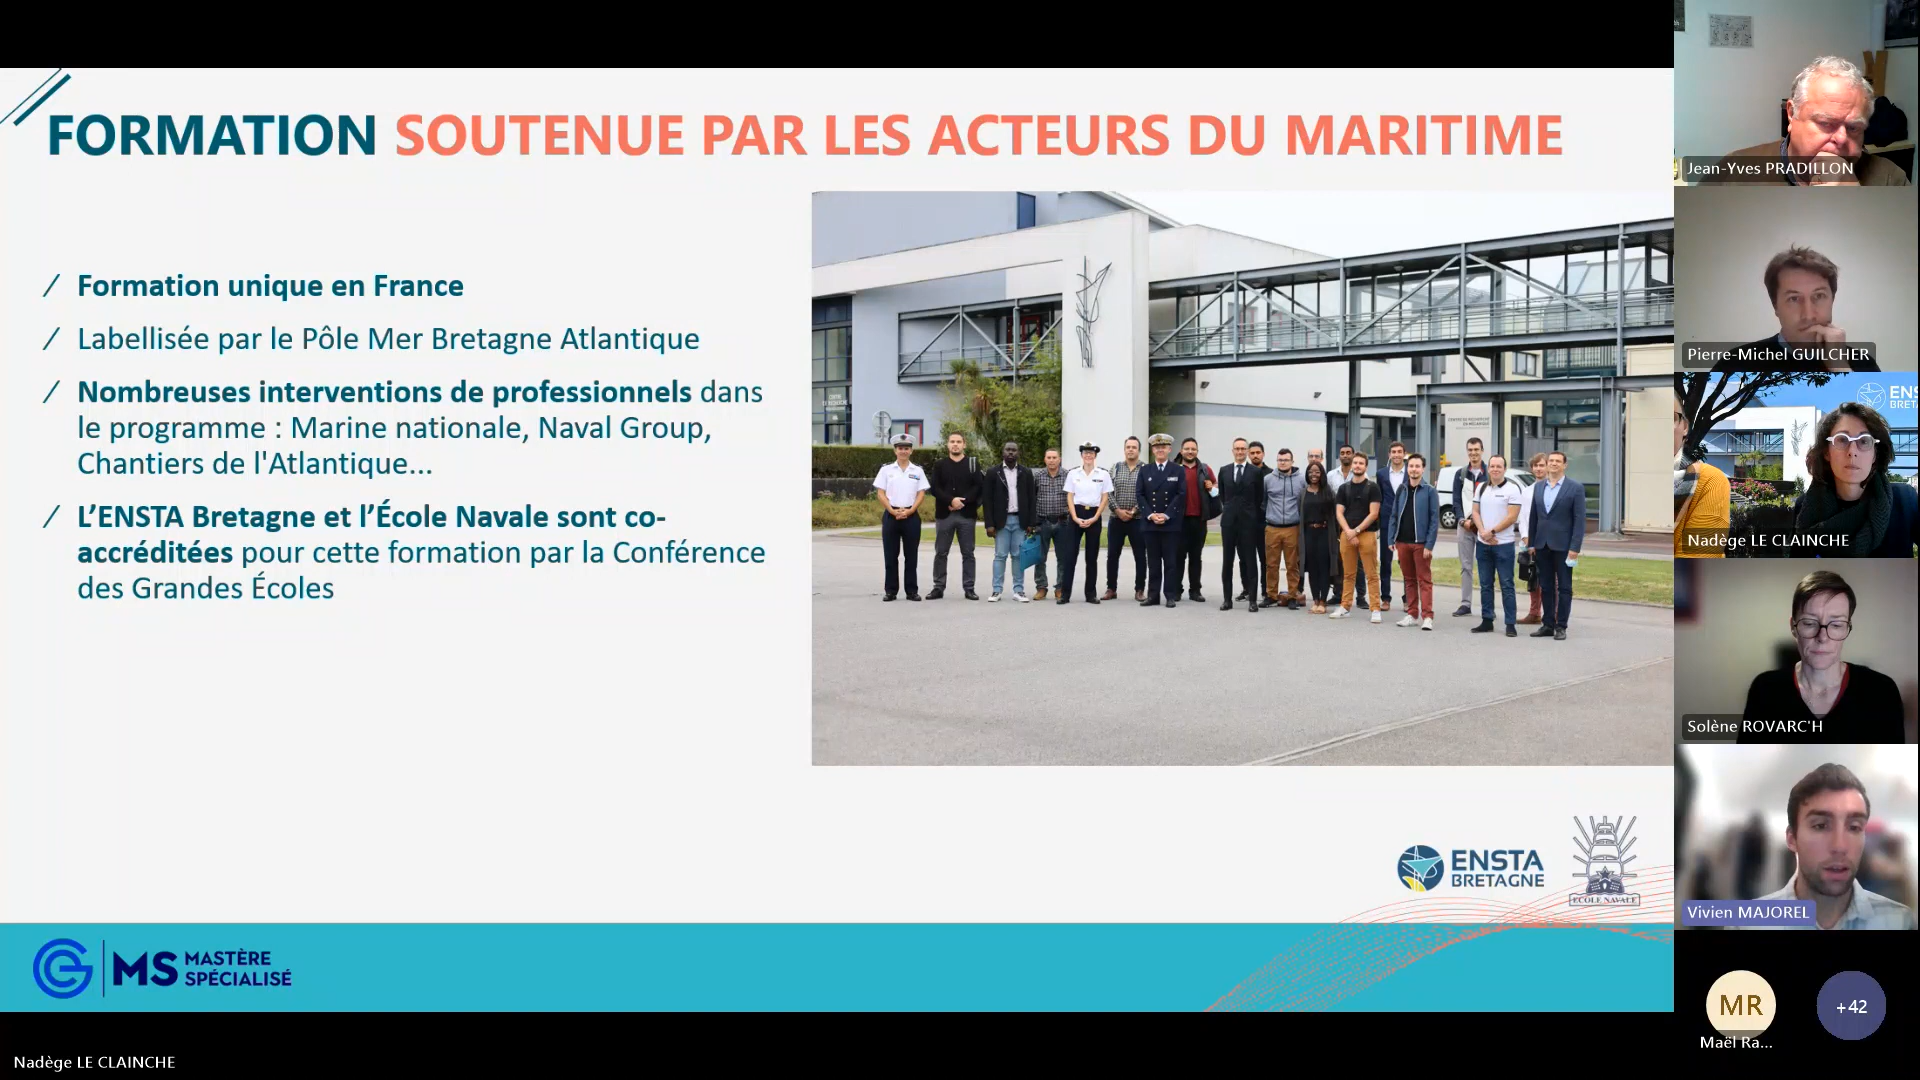 FORMATION SOUTENUE PAR LES ACTEURS DU MARITIME
/ Formation unique en France
/ Labellisée par le Pôle Mer Bretagne Atlantique
/ Nombreuses interventions de professionnels dans
le programme : Marine nationale, Naval Group,
Chantiers de l'Atlantique...
/ L’ENSTA Bretagne et l’École Navale sont co-
accréditées pour cette formation par la Conférence
des Grandes Écoles
ENSTA
BRETAGNE
ECOLE NAVALE
MS MASTÈRE
SPÉCIALISÉ
Nadège LE CLAINCHE
Jean-Yves PRADILLON
Pierre-Michel GUILCHER
Nadège LE CLAINCHE
Solène ROVARC'H
Vivien MAJOREL
MR
+42
Maël Ra...